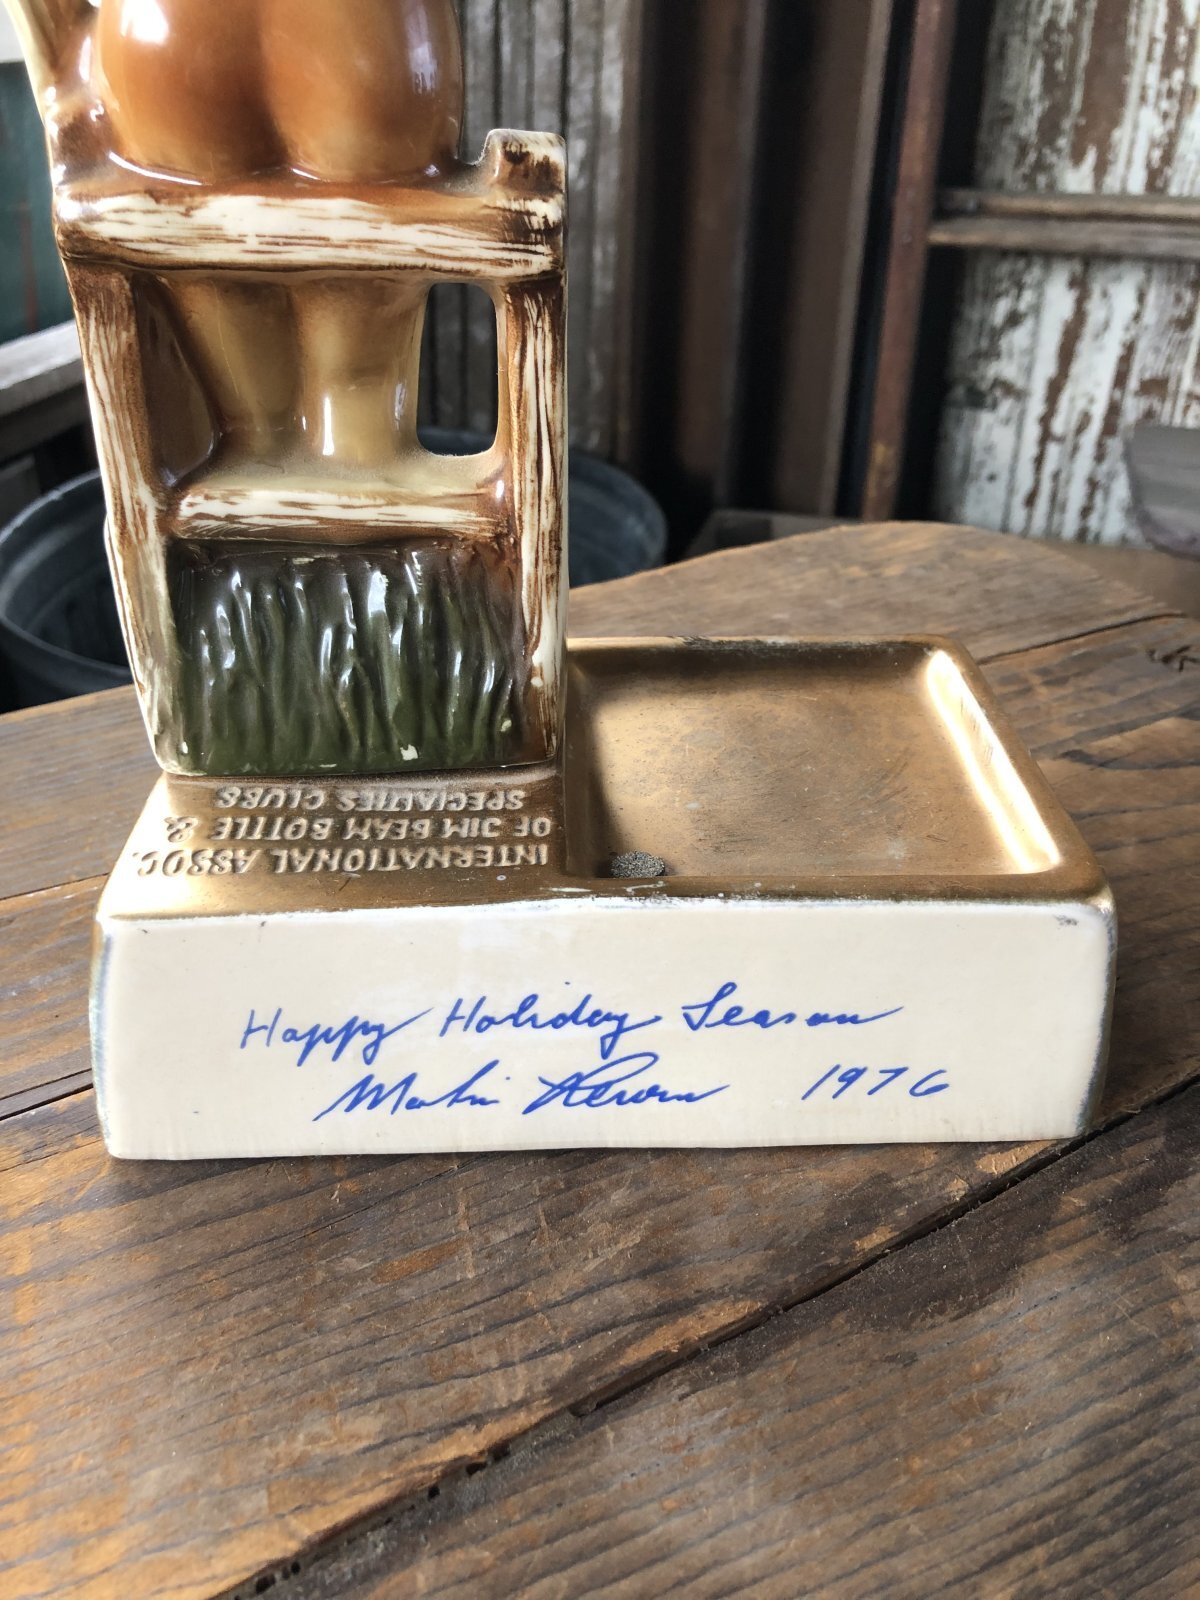 INTERNATIONAL ASSOC.
OF JIM BEAM BOTTLE &
SPECIALTIES CLUBS
Happy Holiday Season
1976